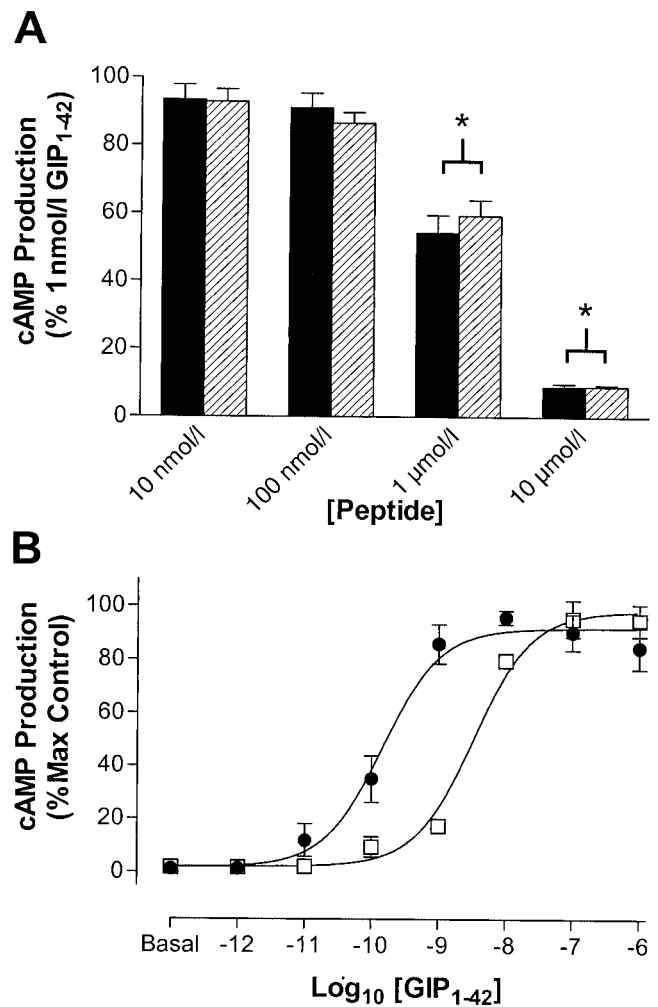 A
cAMP Production
(% 1nmol/l GIP1-42)
100
80
60
40
20
0
*
*
10 nmol/l
100 nmol/l
1 µmol/l
10 µmol/l
[Peptide]
B
cAMP Production
(%Max Control)
100
80
60
40
20
0
Basal -12 -11 -10 -9 -8 -7 -6
Log10 [GIP1-42]